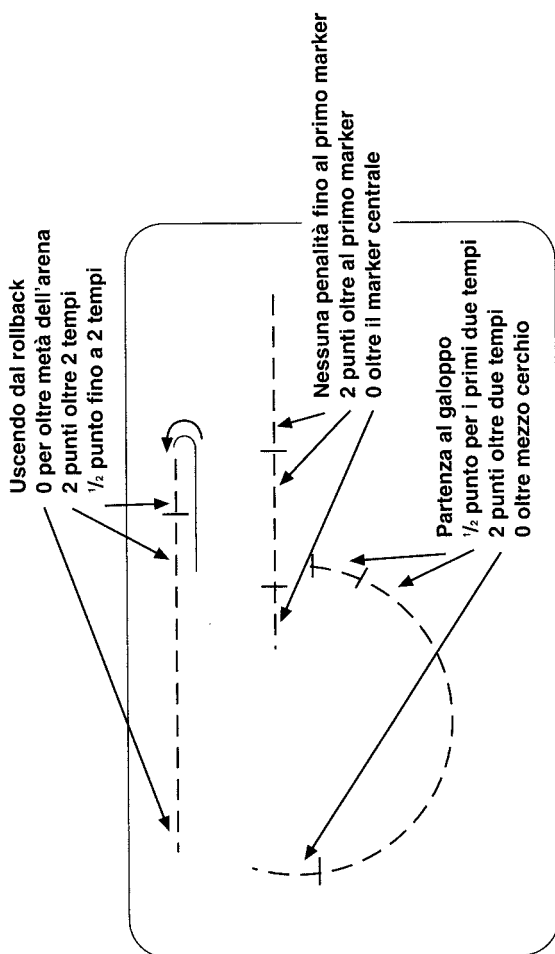 Uscendo dal rollback
0 per oltre metà dell'arena
2 punti oltre 2 tempi
½ punto fino a 2 tempi
Nessuna penalità fino al primo marker
2 punti oltre al primo marker
0 oltre il marker centrale
Partenza al galoppo
½ punto per i primi due tempi
2 punti oltre due tempi
0 oltre mezzo cerchio